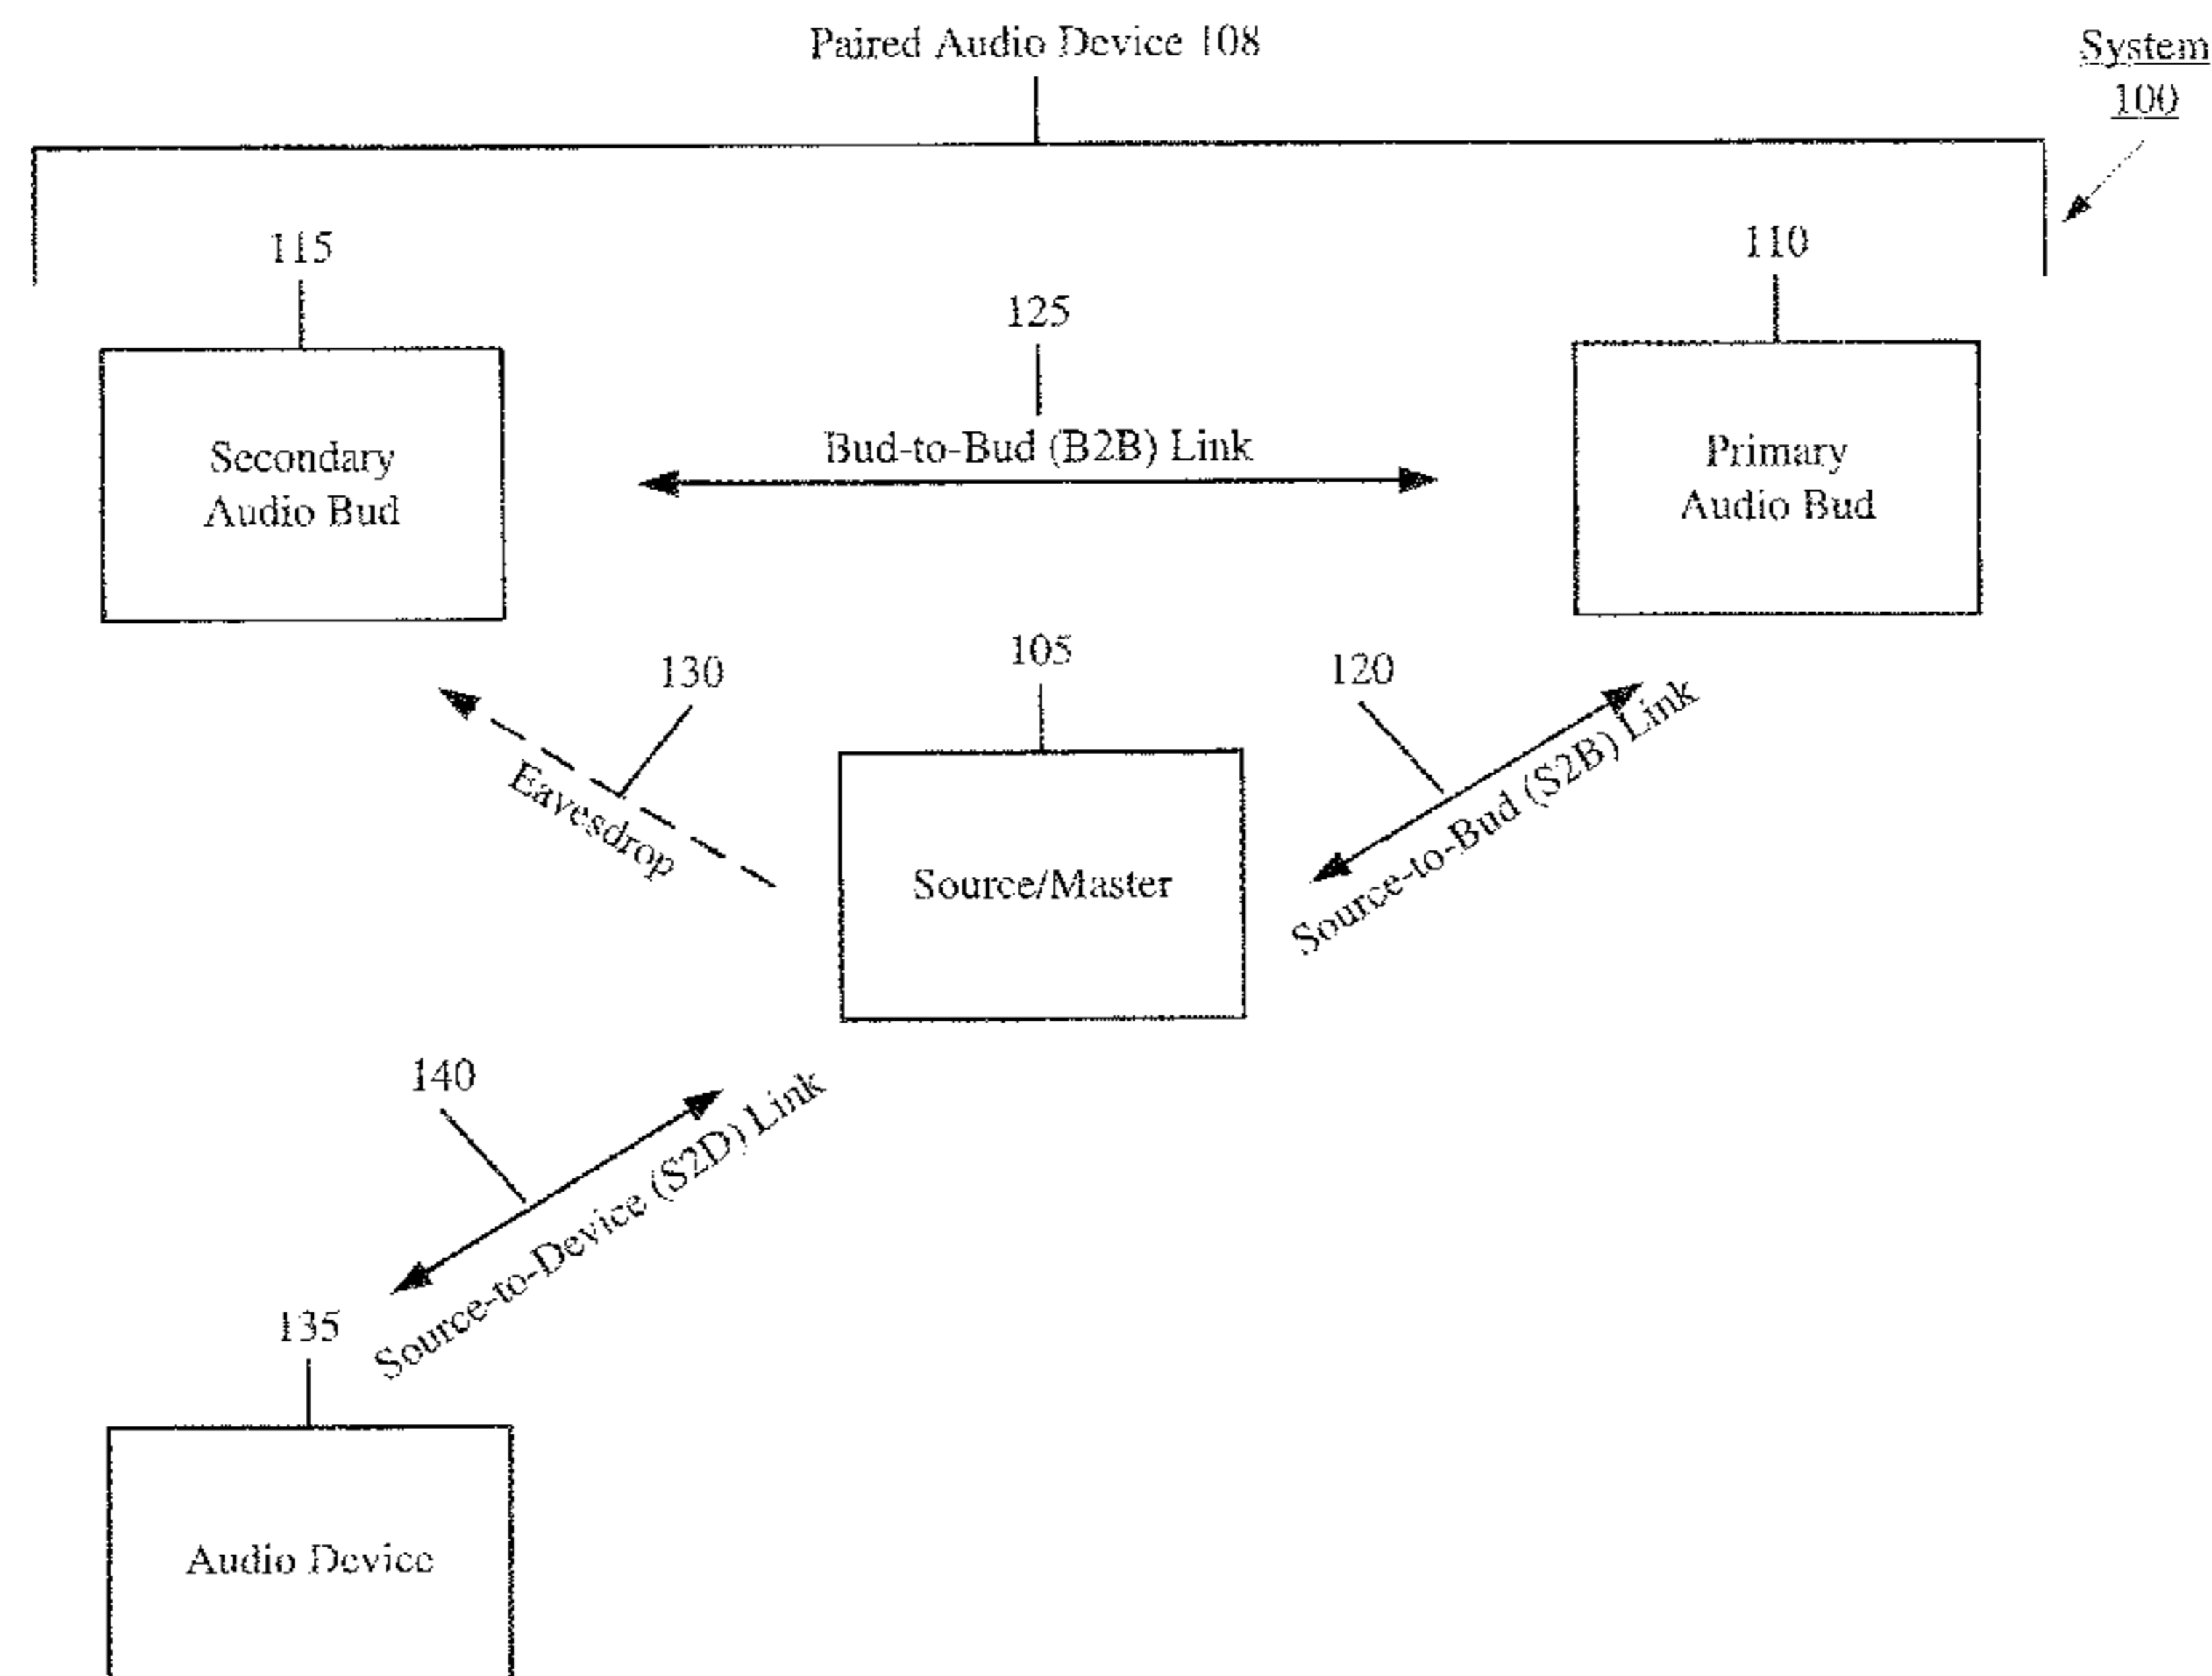 Paired Audio Device 108
System
100
115
110
125
Bud-to-Bud (B2B) Link
Secondary
Audio Bud
Primary
Audio Bud
130
105
120
Eavesdrop
Source/Master
Source-to-Bud (S2B) Link
140
Source-to-Device (S2D) Link
135
Audio Device